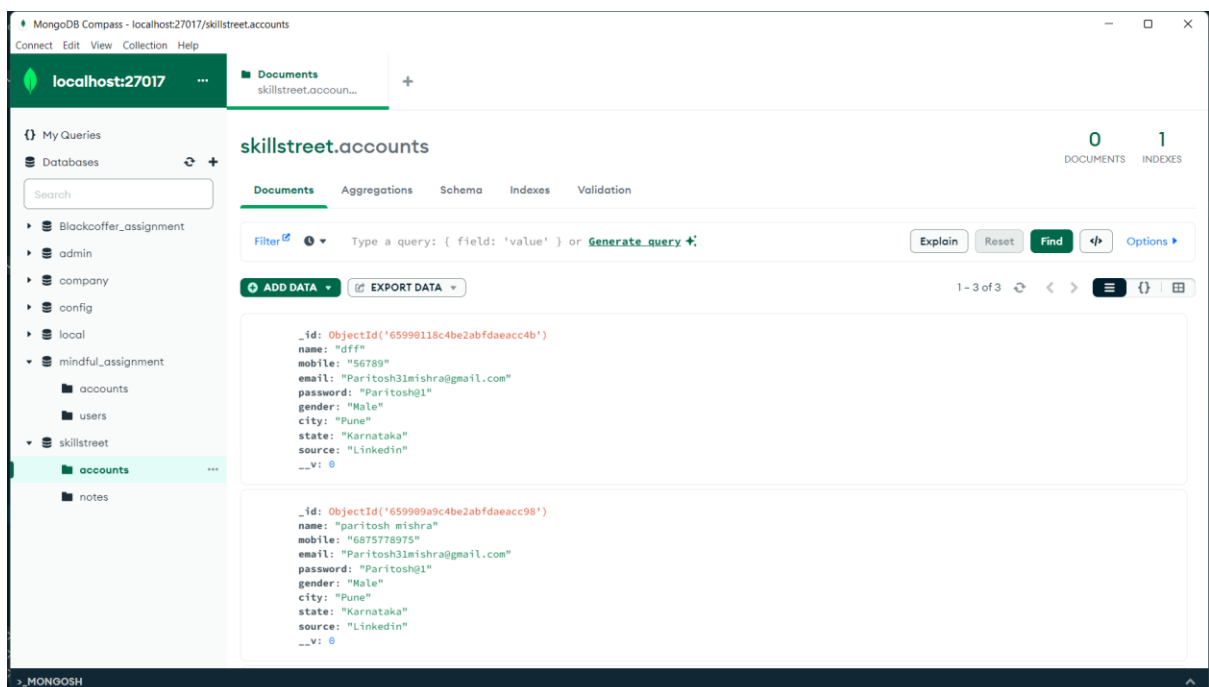 MongoDB Compass - localhost:27017/skillstreet.accounts
Connect Edit View Collection Help
localhost:27017 ...
Documents
skillstreet.accoun...
{} My Queries
Databases
Search
Blackcoffer_assignment
admin
company
config
local
mindful_assignment
accounts
users
skillstreet
accounts ...
notes
skillstreet.accounts
0 DOCUMENTS
1 INDEXES
Documents Aggregations Schema Indexes Validation
Filter Type a query: { field: 'value' } or Generate query Explain Reset Find </> Options
ADD DATA EXPORT DATA 1 – 3 of 3 {}
_id: ObjectId('65990118c4be2abfdaeacc4b')
name: "dff"
mobile: "56789"
email: "Paritosh31mishra@gmail.com"
password: "Paritosh@1"
gender: "Male"
city: "Pune"
state: "Karnataka"
source: "Linkedin"
__v: 0
_id: ObjectId('659909a9c4be2abfdaeacc98')
name: "paritosh mishra"
mobile: "6875778975"
email: "Paritosh31mishra@gmail.com"
password: "Paritosh@1"
gender: "Male"
city: "Pune"
state: "Karnataka"
source: "Linkedin"
__v: 0
>_MONGOSH